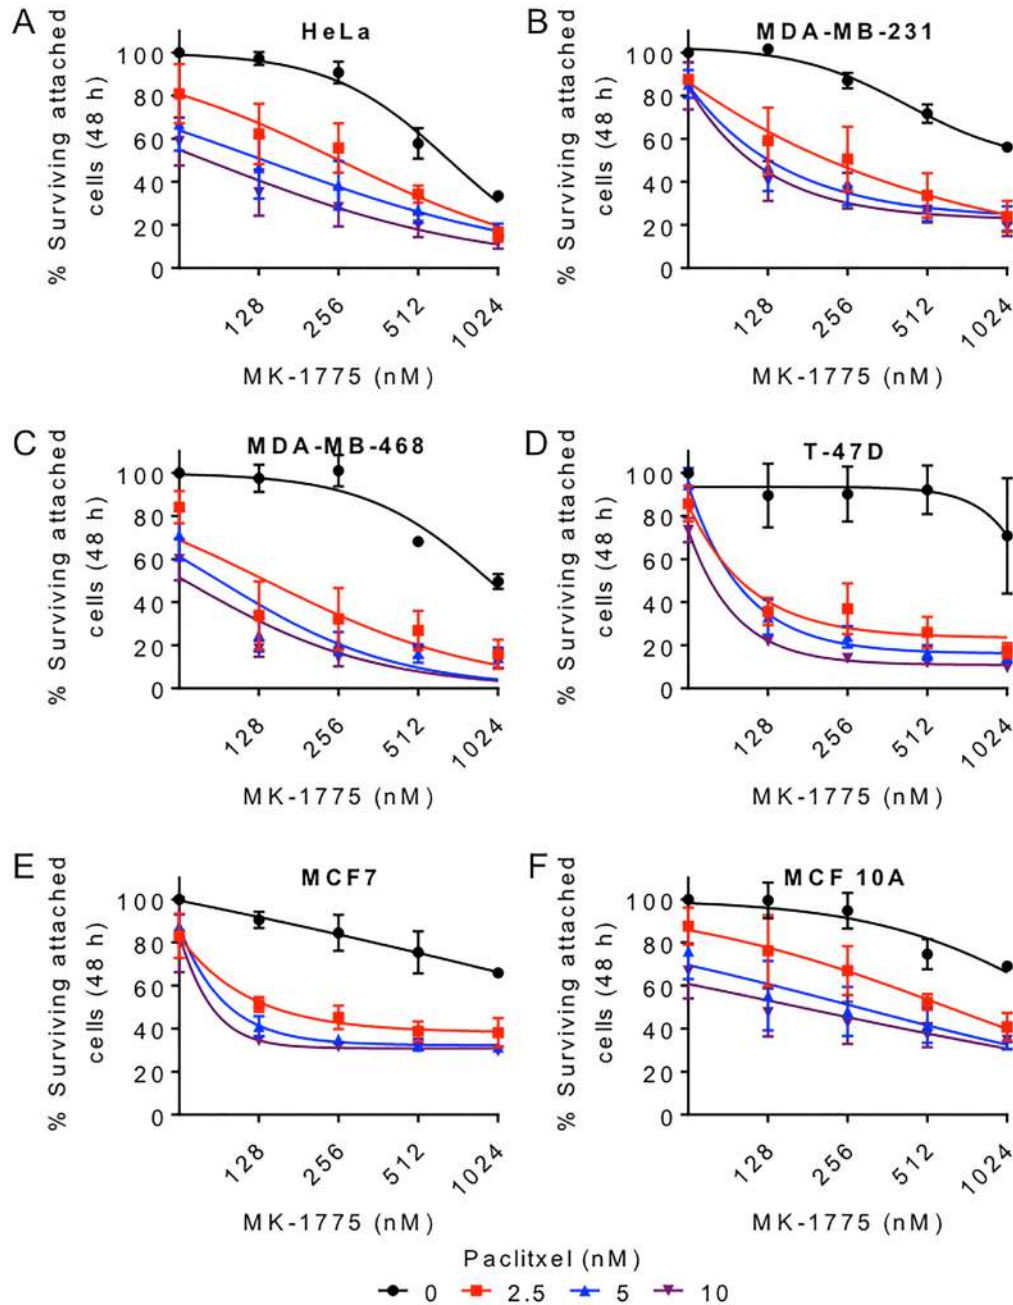 A
HeLa
% Surviving attached
cells (48 h)
100
80
60
40
20
0
128
256
512
1024
MK-1775 (nM)
B
MDA-MB-231
% Surviving attached
cells (48 h)
100
80
60
40
20
0
128
256
512
1024
MK-1775 (nM)
C
MDA-MB-468
% Surviving attached
cells (48 h)
100
80
60
40
20
0
128
256
512
1024
MK-1775 (nM)
D
T-47D
% Surviving attached
cells (48 h)
100
80
60
40
20
0
128
256
512
1024
MK-1775 (nM)
E
MCF7
% Surviving attached
cells (48 h)
100
80
60
40
20
0
128
256
512
1024
MK-1775 (nM)
F
MCF 10A
% Surviving attached
cells (48 h)
100
80
60
40
20
0
128
256
512
1024
MK-1775 (nM)
Paclitxel (nM)
0 2.5 5 10